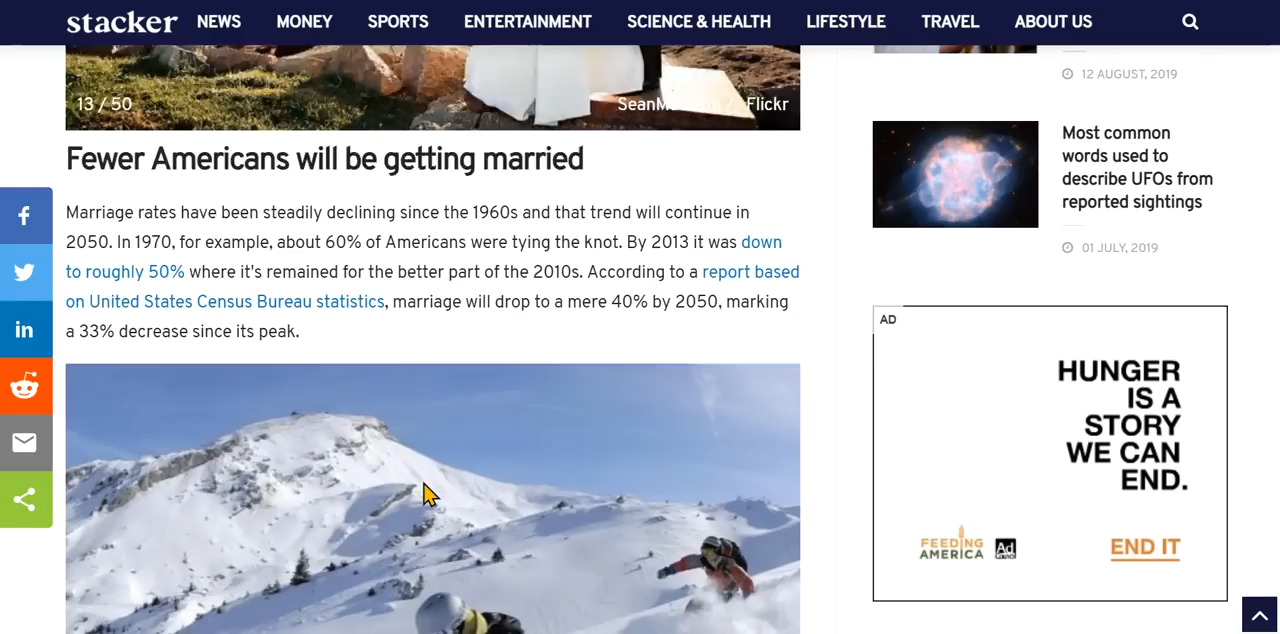 stacker NEWS MONEY SPORTS ENTERTAINMENT SCIENCE & HEALTH LIFESTYLE TRAVEL ABOUT US
13 / 50
Flickr
Fewer Americans will be getting married
Marriage rates have been steadily declining since the 1960s and that trend will continue in
2050. In 1970, for example, about 60% of Americans were tying the knot. By 2013 it was down
to roughly 50% where it's remained for the better part of the 2010s. According to a report based
on United States Census Bureau statistics, marriage will drop to a mere 40% by 2050, marking
a 33% decrease since its peak.
12 AUGUST, 2019
Most common
words used to
describe UFOs from
reported sightings
01 JULY, 2019
AD
HUNGER
IS A
STORY
WE CAN
END.
FEEDING
AMERICA
Ad
END IT